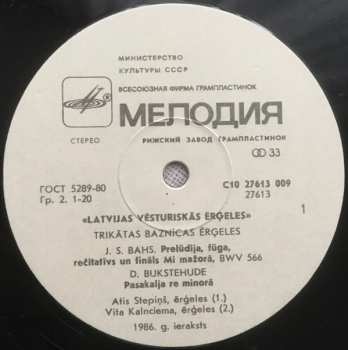 МИНИСТЕРСТВО
КУЛЬТУРЫ СССР
ВСЕСОЮЗНАЯ ФИРМА ГРАМПЛАСТИНОК
МЕЛОДИЯ
СТЕРЕО
РИЖСКИЙ ЗАВОД ГРАМПЛАСТИНОК
33
ГОСТ 5289-80
Гр. 2. 1-20
С10 27613 009
27613
1
«LATVIJAS VĒSTURISKĀS ĒRĢELES»
TRIKĀTAS BAZNĪCAS ĒRĢELES
J. S. BAHS. Prelūdija, fūga,
rečitatīvs un fināls Mi mažorā, BWV 566
D. BUKSTEHUDE
Pasakalja re minorā
Atis Stepiņš, ērģeles (1.)
Vita Kalnciema, ērģeles (2.)
1986. g. ieraksts